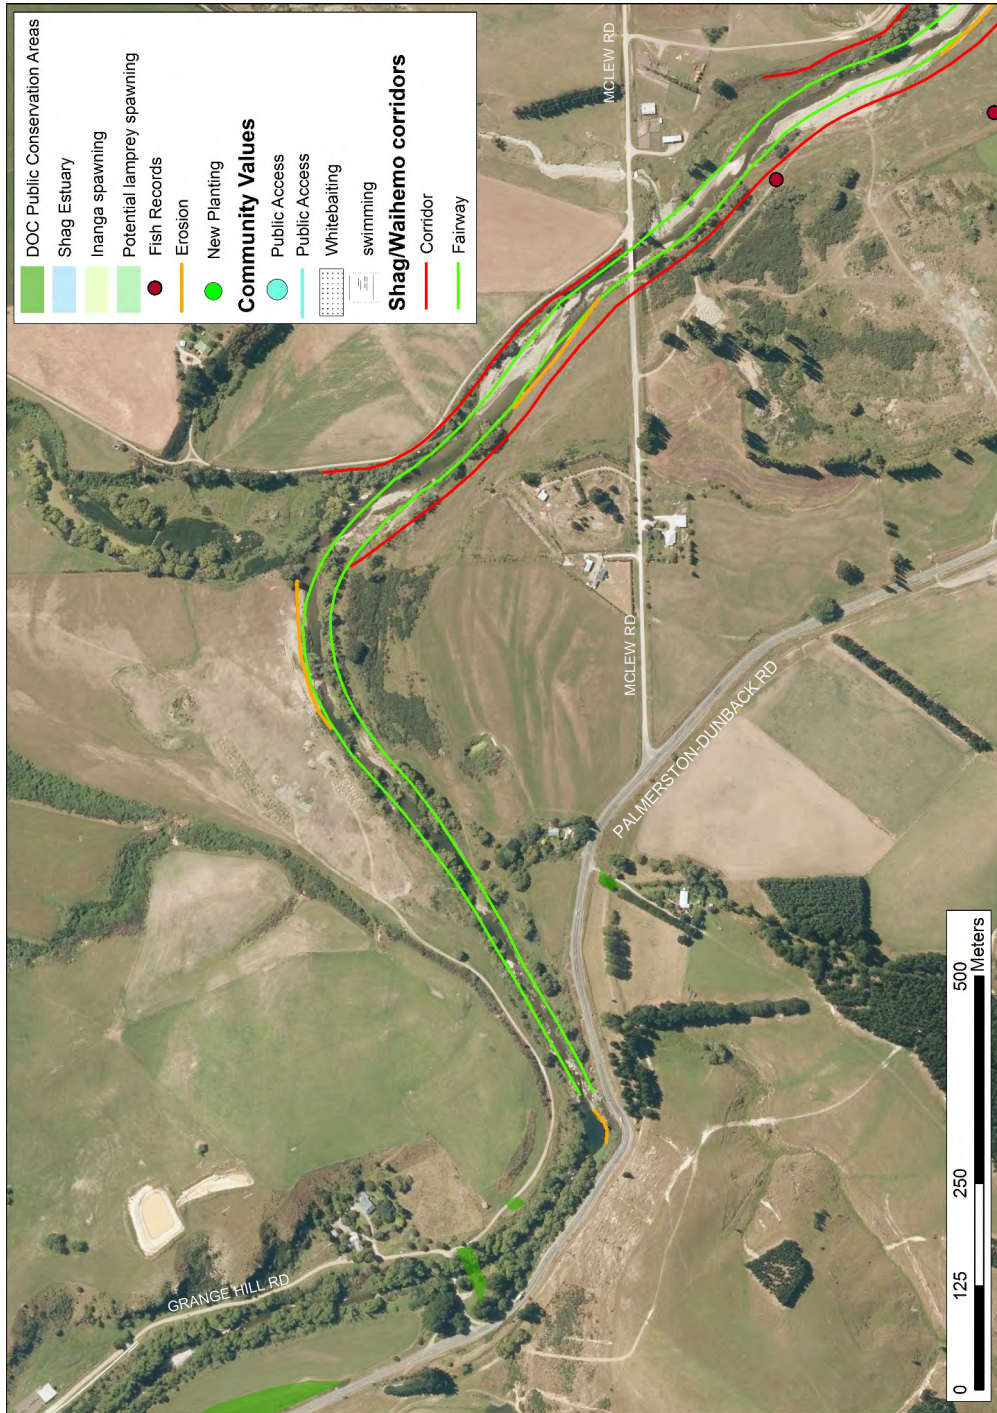 DOC Public Conservation Areas
Shag Estuary
Inanga spawning
Potential lamprey spawning
Fish Records
Erosion
New Planting
Community Values
Public Access
Public Access
Whitebaiting
swimming
Shag/Waihemo corridors
Corridor
Fairway
MCLEW RD
MCLEW RD
PALMERSTON-DUNBACK RD
GRANGE HILL RD
0 125 250 500
Meters